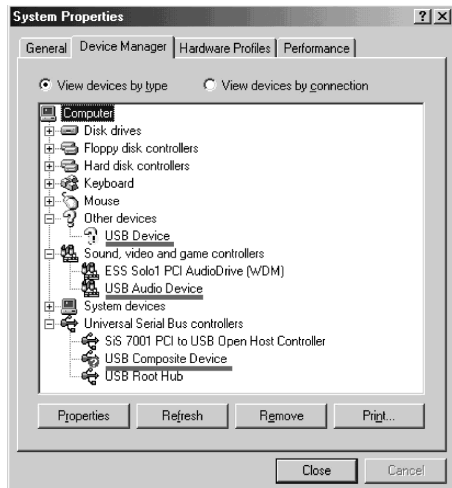 System Properties
General
Device Manager
Hardware Profiles
Performance
View devices by type
View devices by connection
Computer
Disk drives
Floppy disk controllers
Hard disk controllers
Keyboard
Mouse
Other devices
USB Device
Sound, video and game controllers
ESS Solo1 PCI AudioDrive (WDM)
USB Audio Device
System devices
Universal Serial Bus controllers
SiS 7001 PCI to USB Open Host Controller
USB Composite Device
USB Root Hub
Properties
Refresh
Remove
Print...
Close
Cancel